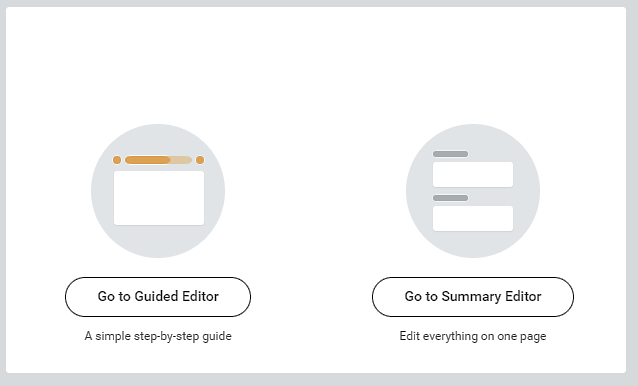 Go to Guided Editor
A simple step-by-step guide
Go to Summary Editor
Edit everything on one page